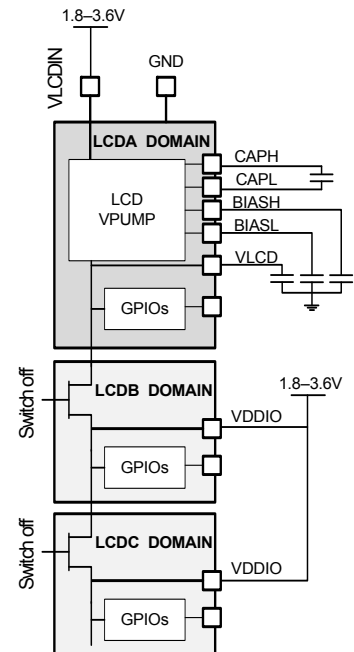 1.8–3.6V
VLCDIN
GND
LCDA DOMAIN
LCD
VPUMP
CAPH
CAPL
BIASH
BIASL
VLCD
GPIOs
Switch off
LCDB DOMAIN
1.8–3.6V
VDDIO
GPIOs
Switch off
LCDC DOMAIN
VDDIO
GPIOs